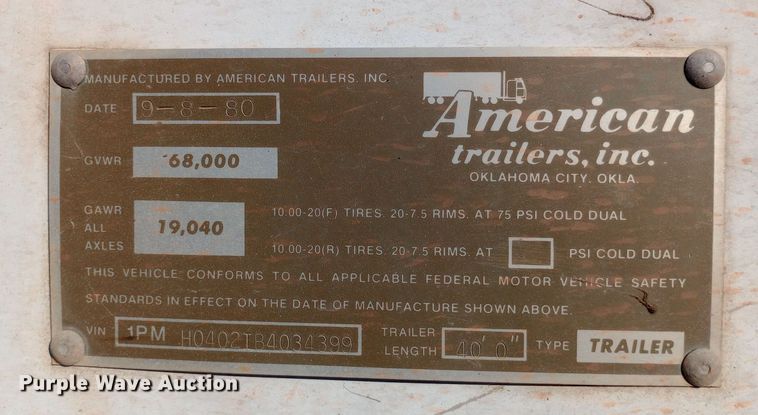 MANUFACTURED BY AMERICAN TRAILERS, INC.
DATE 9-8-80
American
trailers, inc.
OKLAHOMA CITY, OKLA.
GVWR 68,000
GAWR
ALL
AXLES
19,040
10.00-20(F) TIRES. 20-7.5 RIMS. AT 75 PSI COLD DUAL
10.00-20(R) TIRES. 20-7.5 RIMS. AT PSI COLD DUAL
THIS VEHICLE CONFORMS TO ALL APPLICABLE FEDERAL MOTOR VEHICLE SAFETY
STANDARDS IN EFFECT ON THE DATE OF MANUFACTURE SHOWN ABOVE.
VIN 1PM H0402TB4034399
TRAILER
LENGTH 40' 0"
TYPE TRAILER
Purple Wave Auction